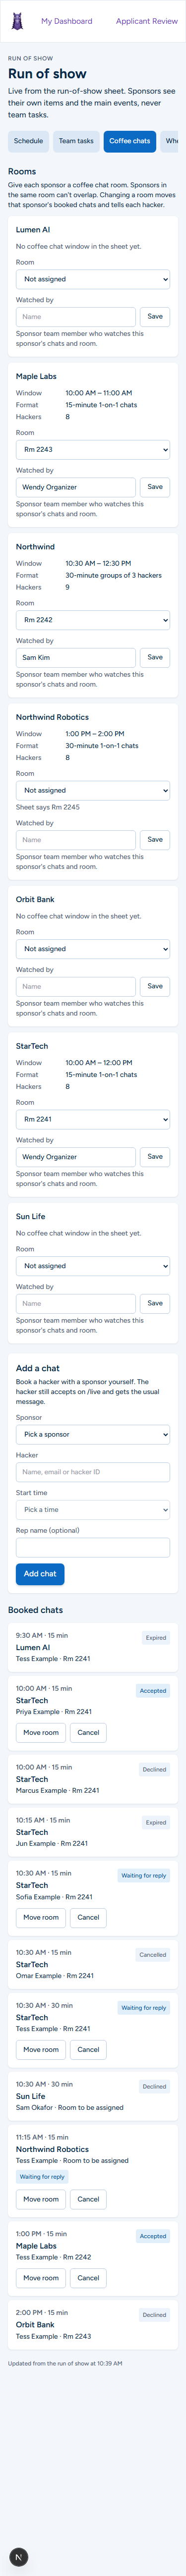 My Dashboard
Applicant Review
RUN OF SHOW
Run of show
Live from the run-of-show sheet. Sponsors see
their own items and the main events, never
team tasks.
Schedule
Team tasks
Coffee chats
Whe
Rooms
Give each sponsor a coffee chat room. Sponsors in
the same room can't overlap. Changing a room moves
that sponsor's booked chats and tells each hacker.
Lumen AI
No coffee chat window in the sheet yet.
Room
Not assigned
Watched by
Name
Save
Sponsor team member who watches this
sponsor's chats and room.
Maple Labs
Window 10:00 AM – 11:00 AM
Format 15-minute 1-on-1 chats
Hackers 8
Room
Rm 2243
Watched by
Wendy Organizer
Save
Sponsor team member who watches this
sponsor's chats and room.
Northwind
Window 10:30 AM – 12:30 PM
Format 30-minute groups of 3 hackers
Hackers 9
Room
Rm 2242
Watched by
Sam Kim
Save
Sponsor team member who watches this
sponsor's chats and room.
Northwind Robotics
Window 1:00 PM – 2:00 PM
Format 30-minute 1-on-1 chats
Hackers 8
Room
Not assigned
Sheet says Rm 2245
Watched by
Name
Save
Sponsor team member who watches this
sponsor's chats and room.
Orbit Bank
No coffee chat window in the sheet yet.
Room
Not assigned
Watched by
Name
Save
Sponsor team member who watches this
sponsor's chats and room.
StarTech
Window 10:00 AM – 12:00 PM
Format 15-minute 1-on-1 chats
Hackers 8
Room
Rm 2241
Watched by
Wendy Organizer
Save
Sponsor team member who watches this
sponsor's chats and room.
Sun Life
No coffee chat window in the sheet yet.
Room
Not assigned
Watched by
Name
Save
Sponsor team member who watches this
sponsor's chats and room.
Add a chat
Book a hacker with a sponsor yourself. The
hacker still accepts on /live and gets the usual
message.
Sponsor
Pick a sponsor
Hacker
Name, email or hacker ID
Start time
Pick a time
Rep name (optional)
Add chat
Booked chats
9:30 AM · 15 min
Expired
Lumen AI
Tess Example · Rm 2241
10:00 AM · 15 min
Accepted
StarTech
Priya Example · Rm 2241
Move room
Cancel
10:00 AM · 15 min
Declined
StarTech
Marcus Example · Rm 2241
10:15 AM · 15 min
Expired
StarTech
Jun Example · Rm 2241
10:30 AM · 15 min
Waiting for reply
StarTech
Sofia Example · Rm 2241
Move room
Cancel
10:30 AM · 15 min
Cancelled
StarTech
Omar Example · Rm 2241
10:30 AM · 30 min
Waiting for reply
StarTech
Tess Example · Rm 2241
Move room
Cancel
10:30 AM · 30 min
Declined
Sun Life
Sam Okafor · Room to be assigned
11:15 AM · 15 min
Northwind Robotics
Tess Example · Room to be assigned
Waiting for reply
Move room
Cancel
1:00 PM · 15 min
Accepted
Maple Labs
Tess Example · Rm 2242
Move room
Cancel
2:00 PM · 15 min
Declined
Orbit Bank
Tess Example · Rm 2243
Updated from the run of show at 10:39 AM
N